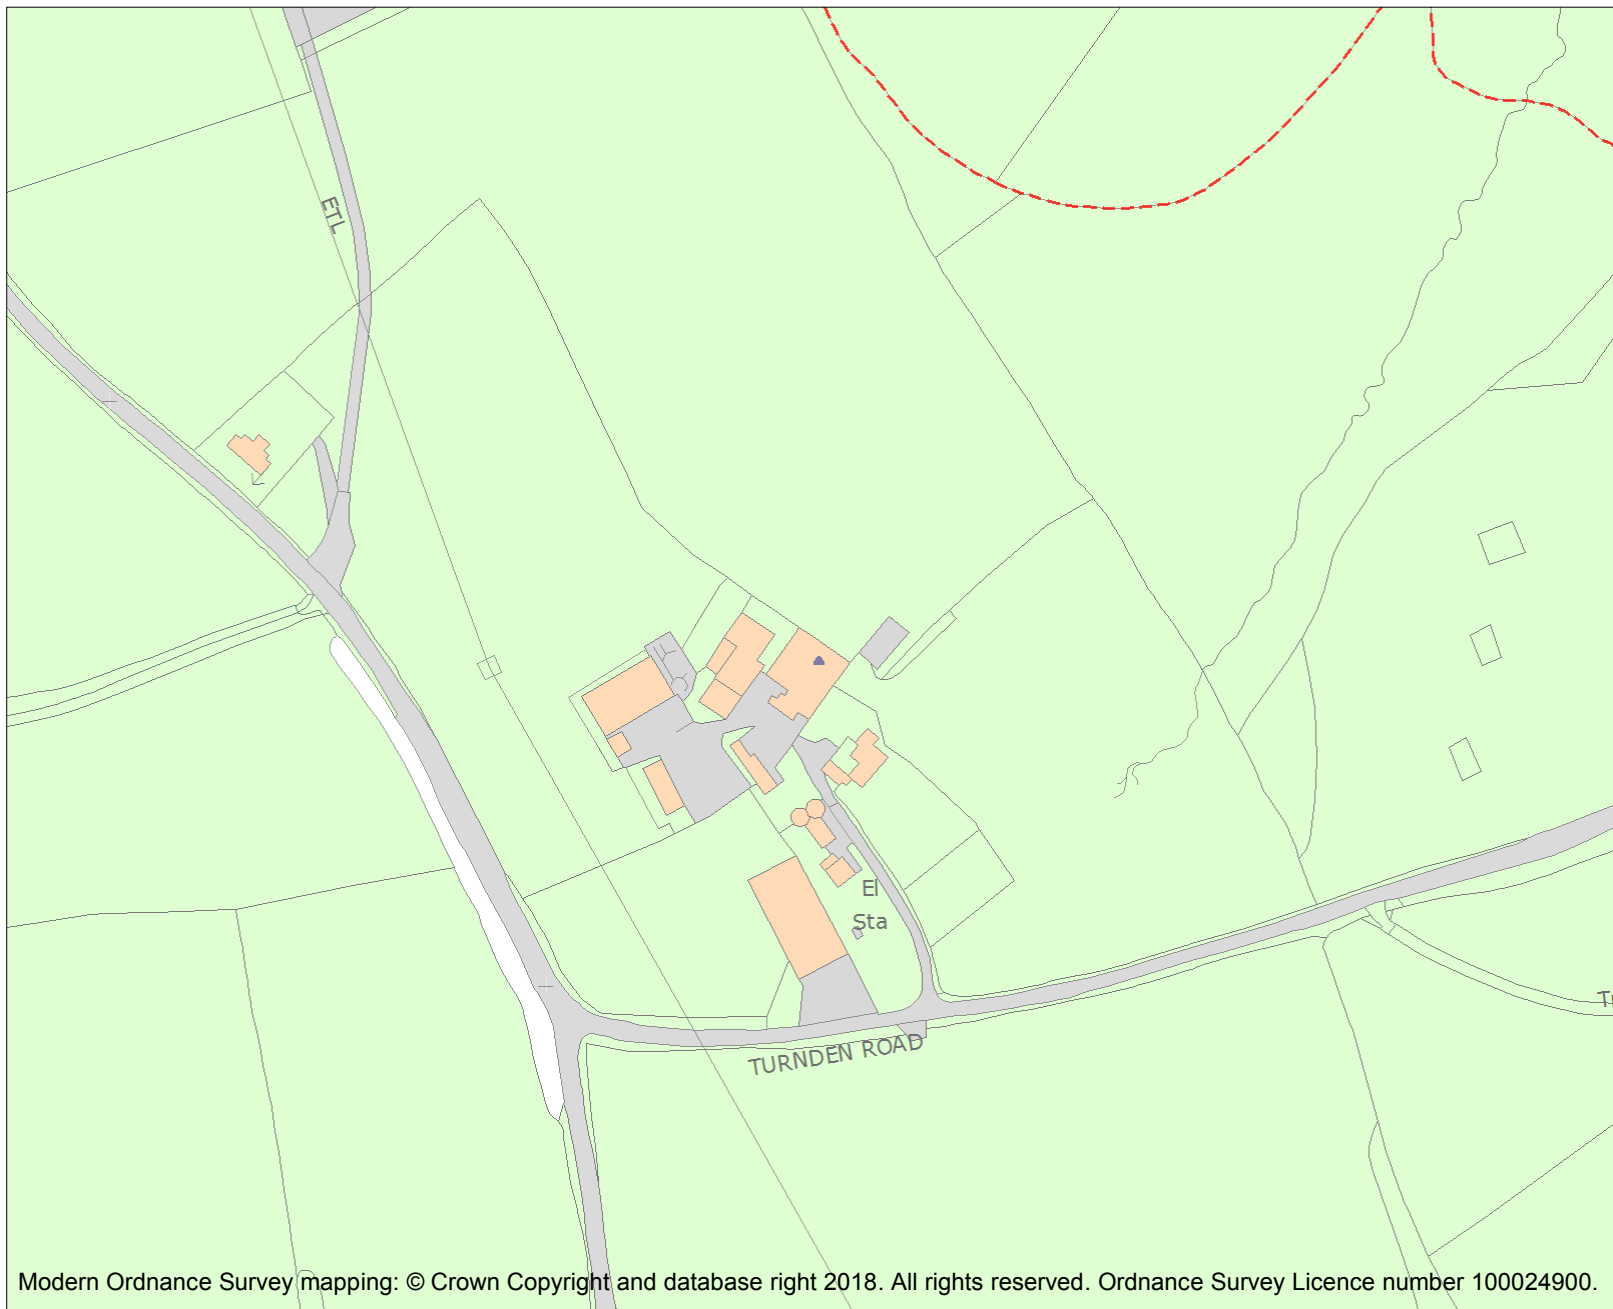 ETL
El
Sta
TURNDEN ROAD
Modern Ordnance Survey mapping: © Crown Copyright and database right 2018. All rights reserved. Ordnance Survey Licence number 100024900.